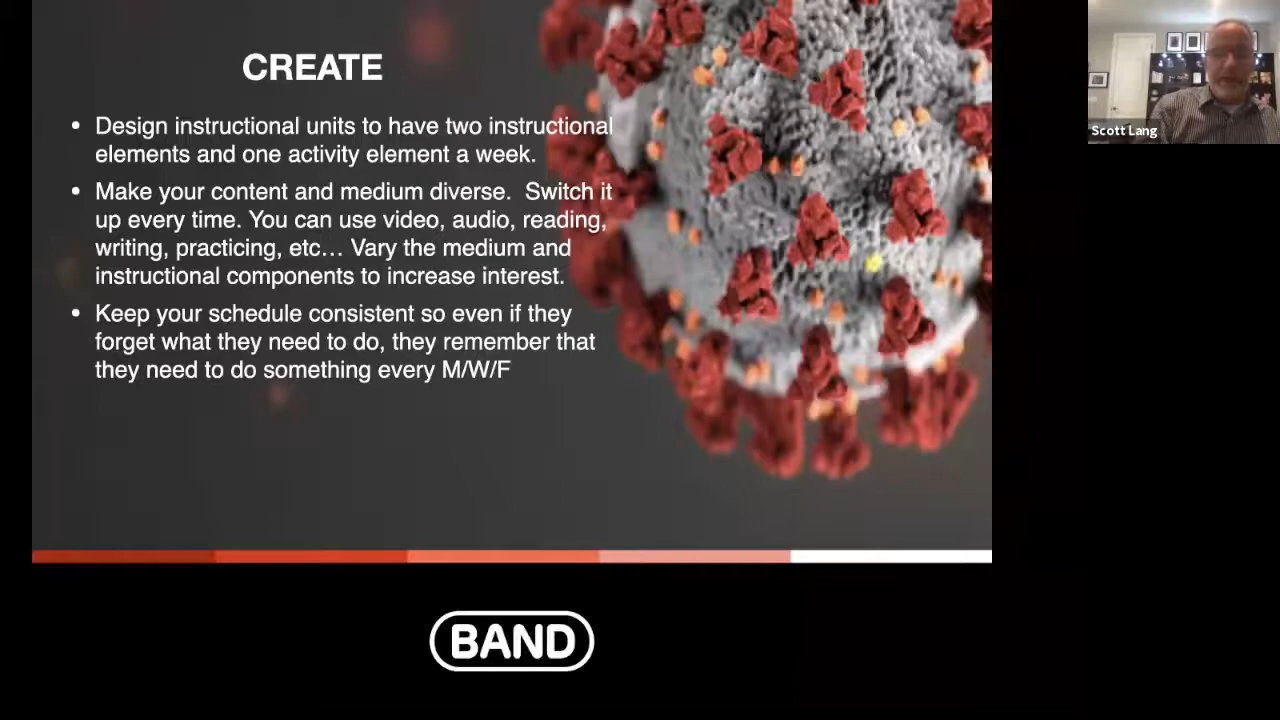 CREATE
• Design instructional units to have two instructional
elements and one activity element a week.
• Make your content and medium diverse.  Switch it
up every time. You can use video, audio, reading,
writing, practicing, etc… Vary the medium and
instructional components to increase interest.
• Keep your schedule consistent so even if they
forget what they need to do, they remember that
they need to do something every M/W/F
Scott Lang
BAND